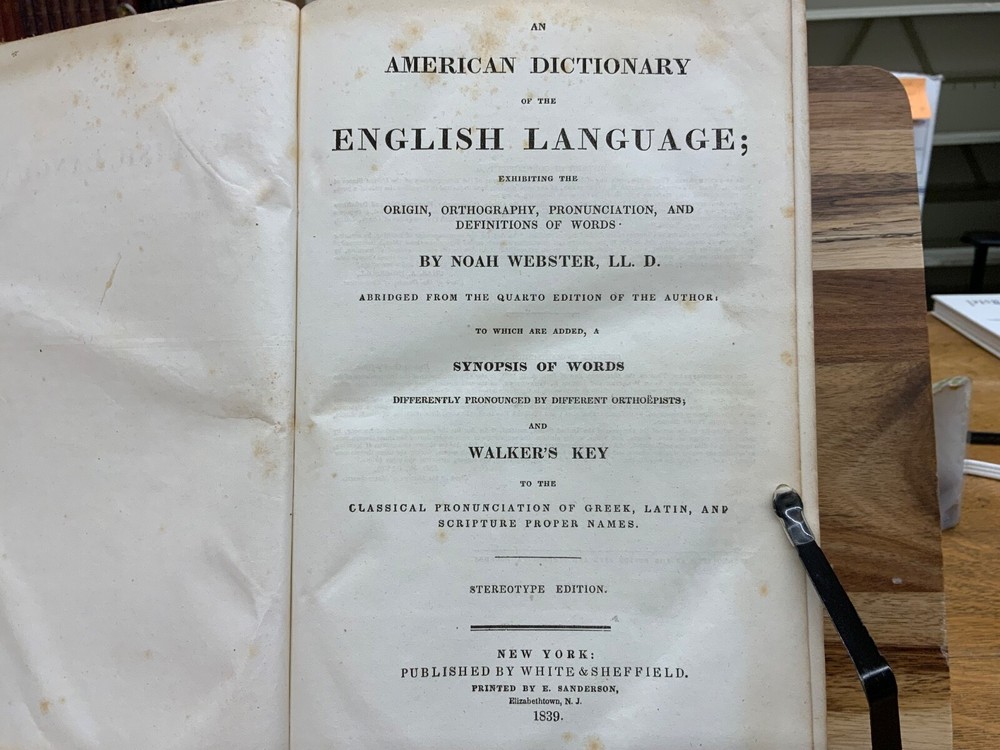 AN
AMERICAN DICTIONARY
OF THE
ENGLISH LANGUAGE;
EXHIBITING THE
ORIGIN, ORTHOGRAPHY, PRONUNCIATION, AND
DEFINITIONS OF WORDS·
BY NOAH WEBSTER, LL. D.
ABRIDGED FROM THE QUARTO EDITION OF THE AUTHOR:
TO WHICH ARE ADDED, A
SYNOPSIS OF WORDS
DIFFERENTLY PRONOUNCED BY DIFFERENT ORTHOËPISTS;
AND
WALKER'S KEY
TO THE
CLASSICAL PRONUNCIATION OF GREEK, LATIN, AND
SCRIPTURE PROPER NAMES.
STEREOTYPE EDITION.
NEW YORK:
PUBLISHED BY WHITE & SHEFFIELD.
PRINTED BY E. SANDERSON,
Elizabethtown, N. J.
1839.